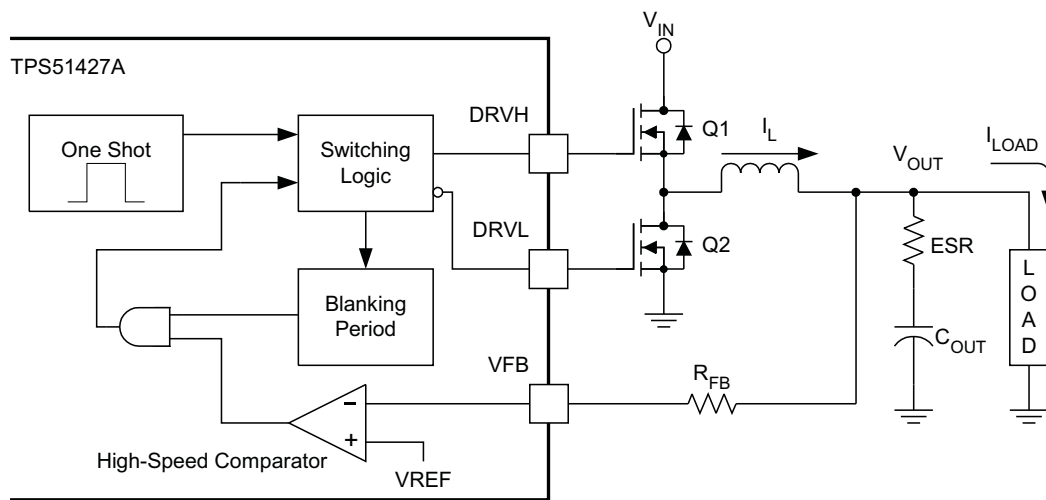 V_IN
TPS51427A
DRVH
One Shot
Switching
Logic
Q1
I_L
I_LOAD
V_OUT
DRVL
Q2
ESR
Blanking
Period
LOAD
C_OUT
VFB
R_FB
−
+
High-Speed Comparator
VREF